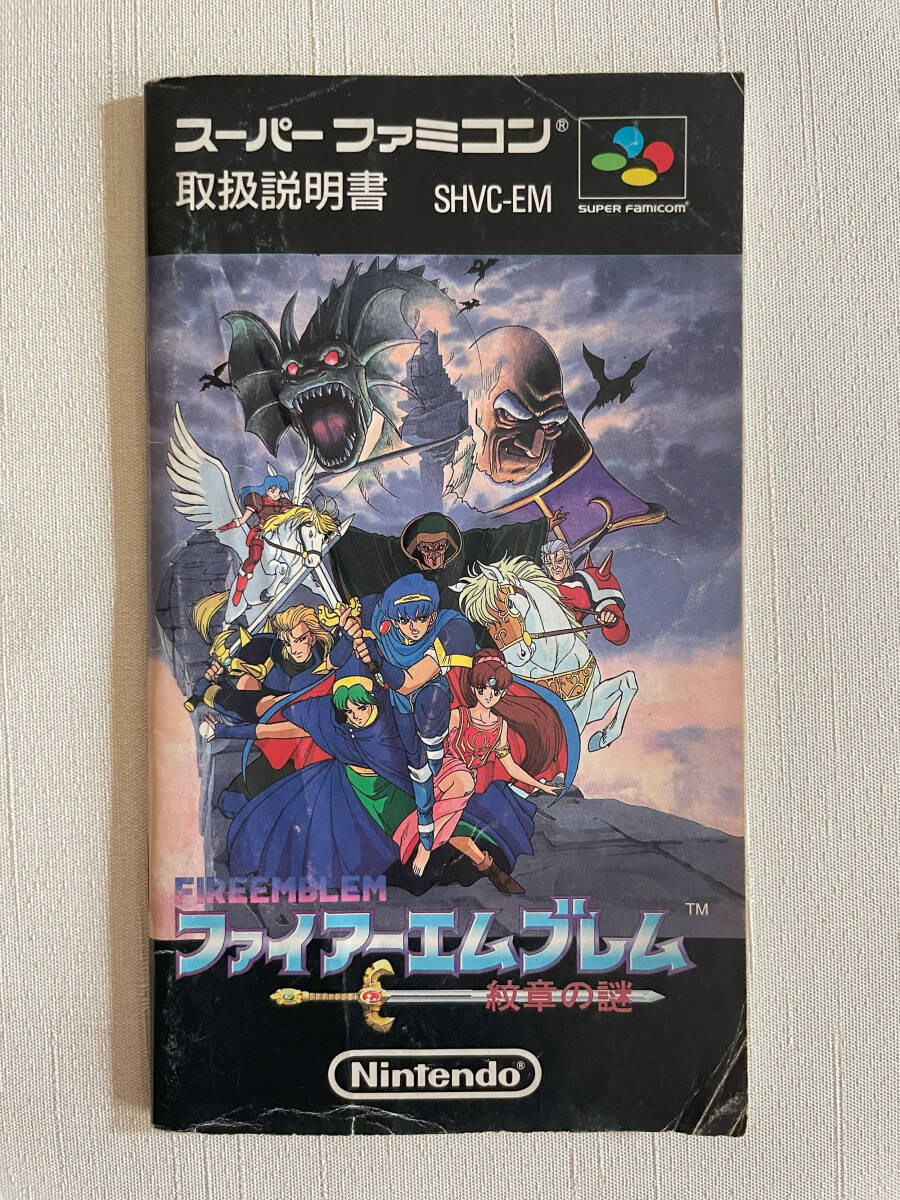 スーパーファミコン®
取扱説明書 SHVC-EM
SUPER FAMICOM®
FIREEMBLEM
ファイアーエムブレム™
紋章の謎
Nintendo®